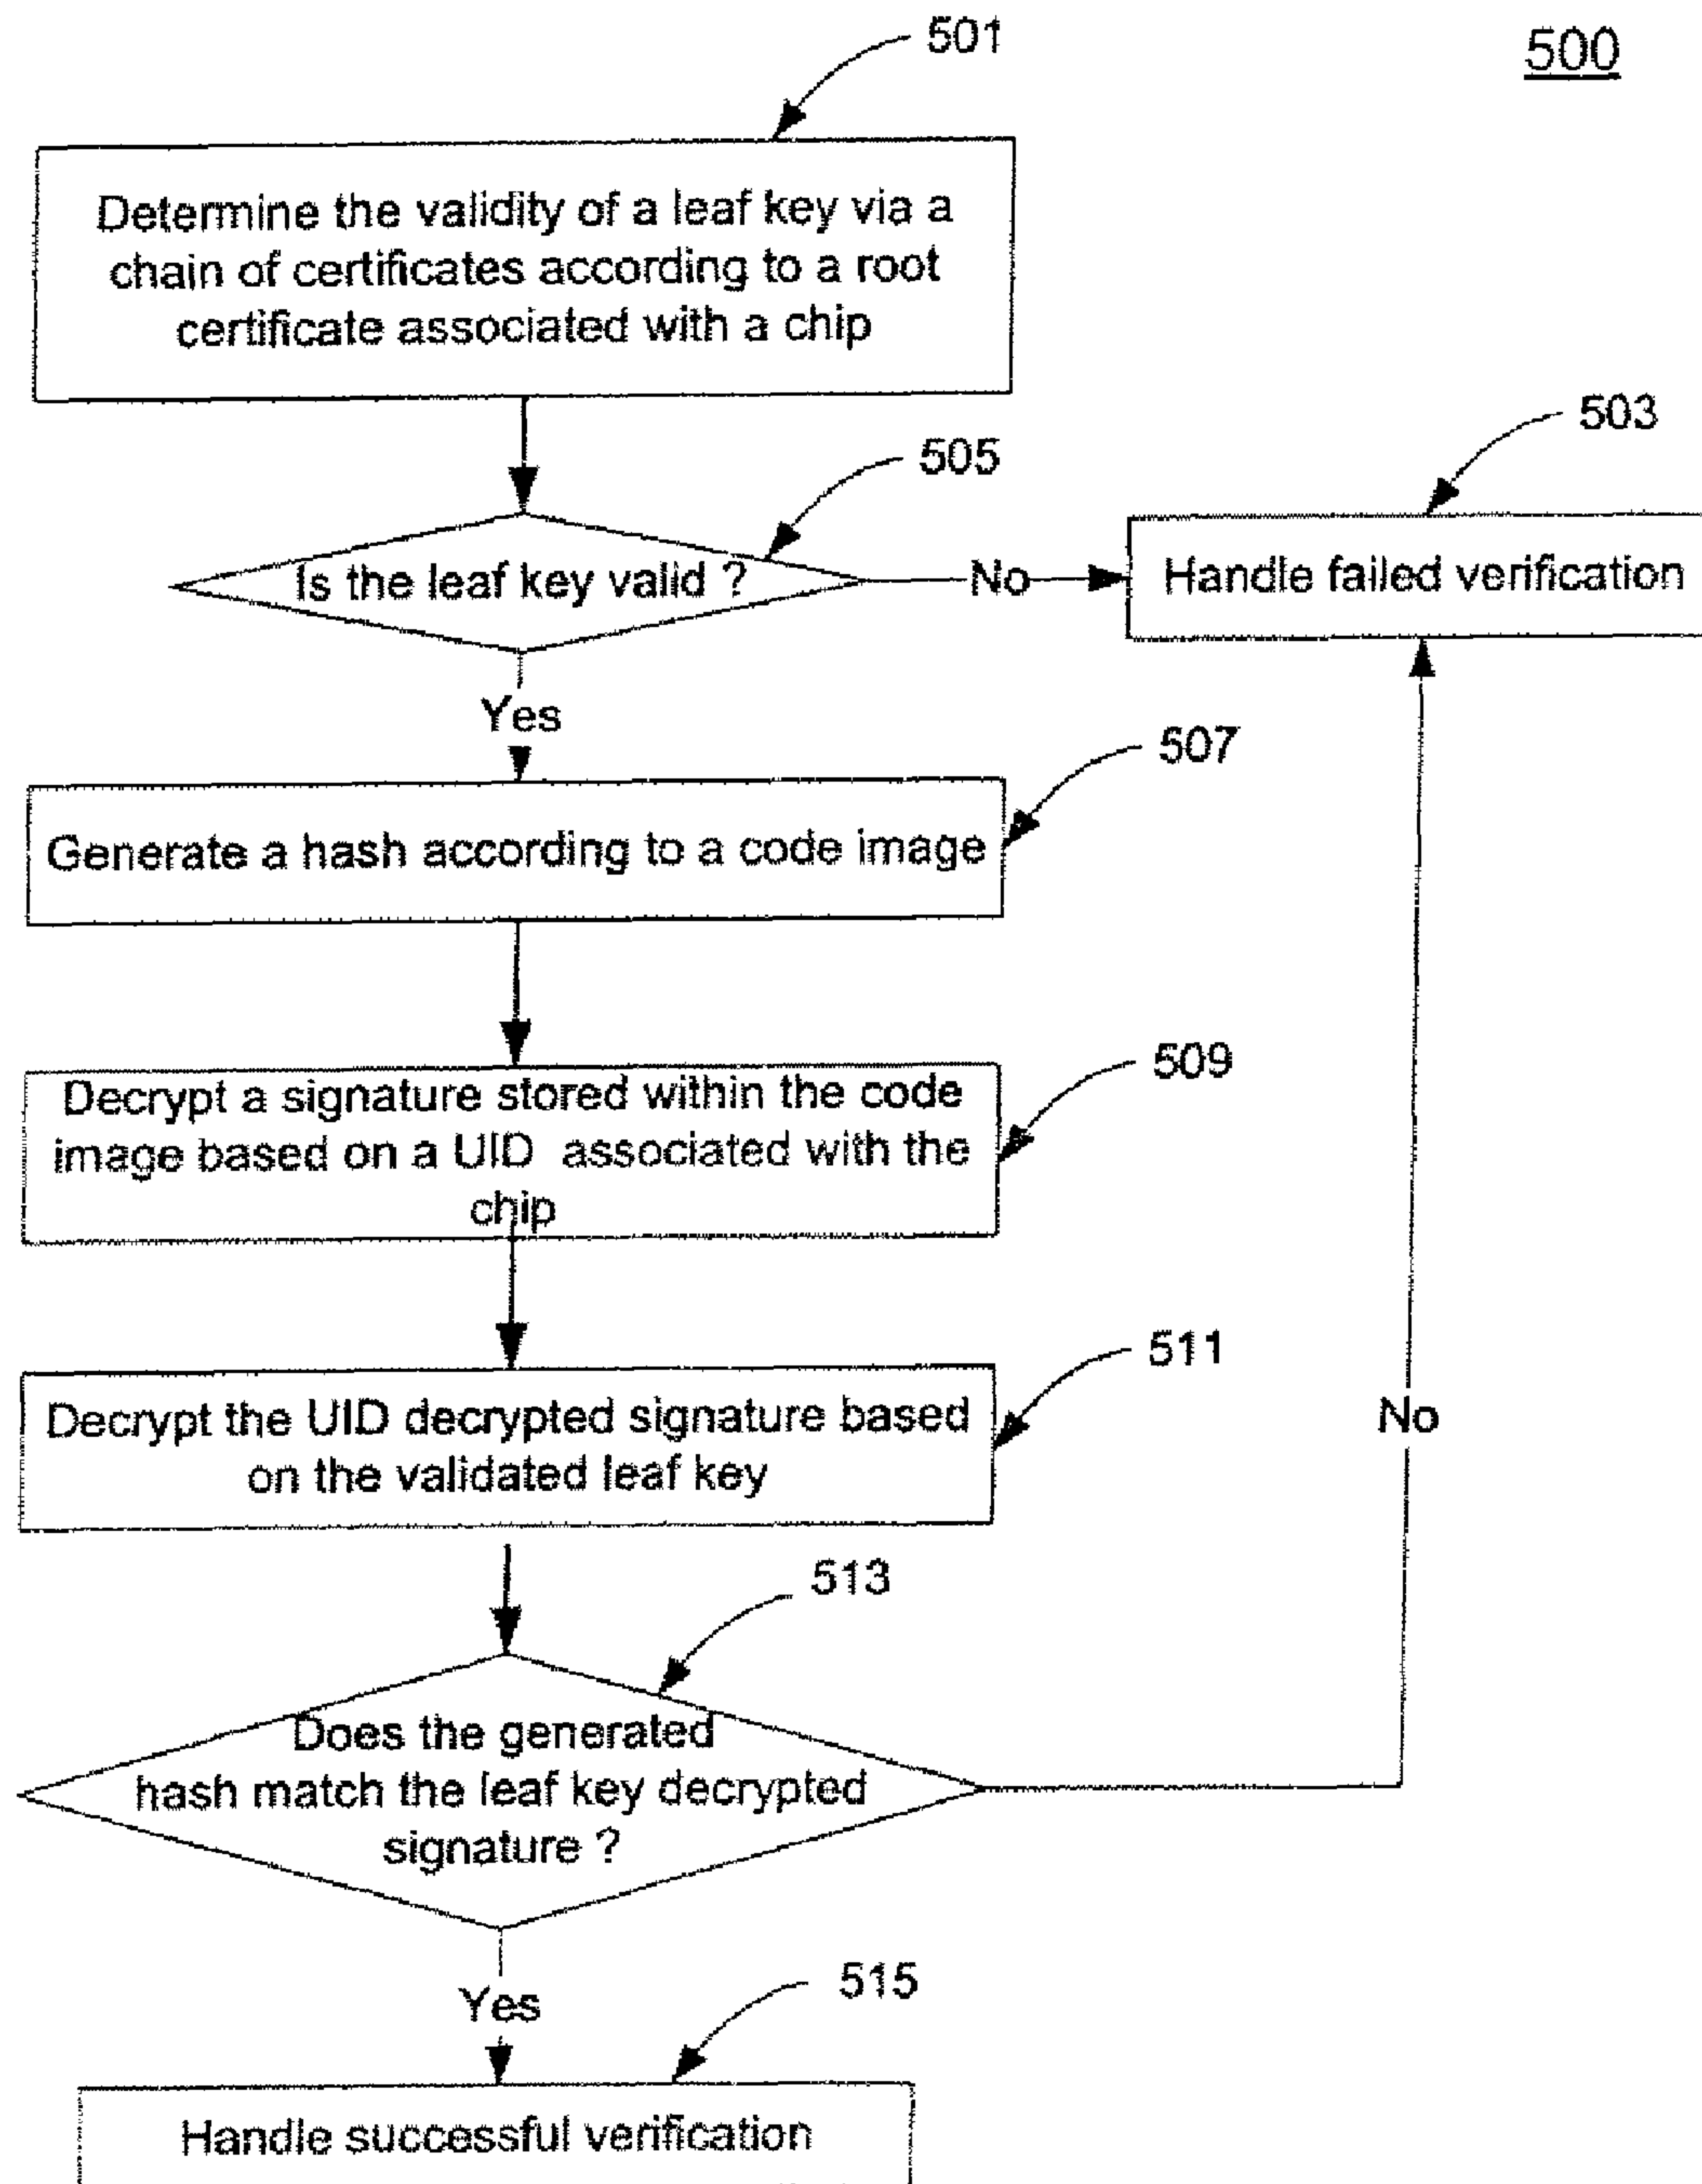 500
501
Determine the validity of a leaf key via a
chain of certificates according to a root
certificate associated with a chip
503
505
Is the leaf key valid ?
No
Handle failed verification
Yes
507
Generate a hash according to a code image
509
Decrypt a signature stored within the code
image based on a UID associated with the
chip
511
Decrypt the UID decrypted signature based
on the validated leaf key
No
513
Does the generated
hash match the leaf key decrypted
signature ?
Yes
515
Handle successful verification